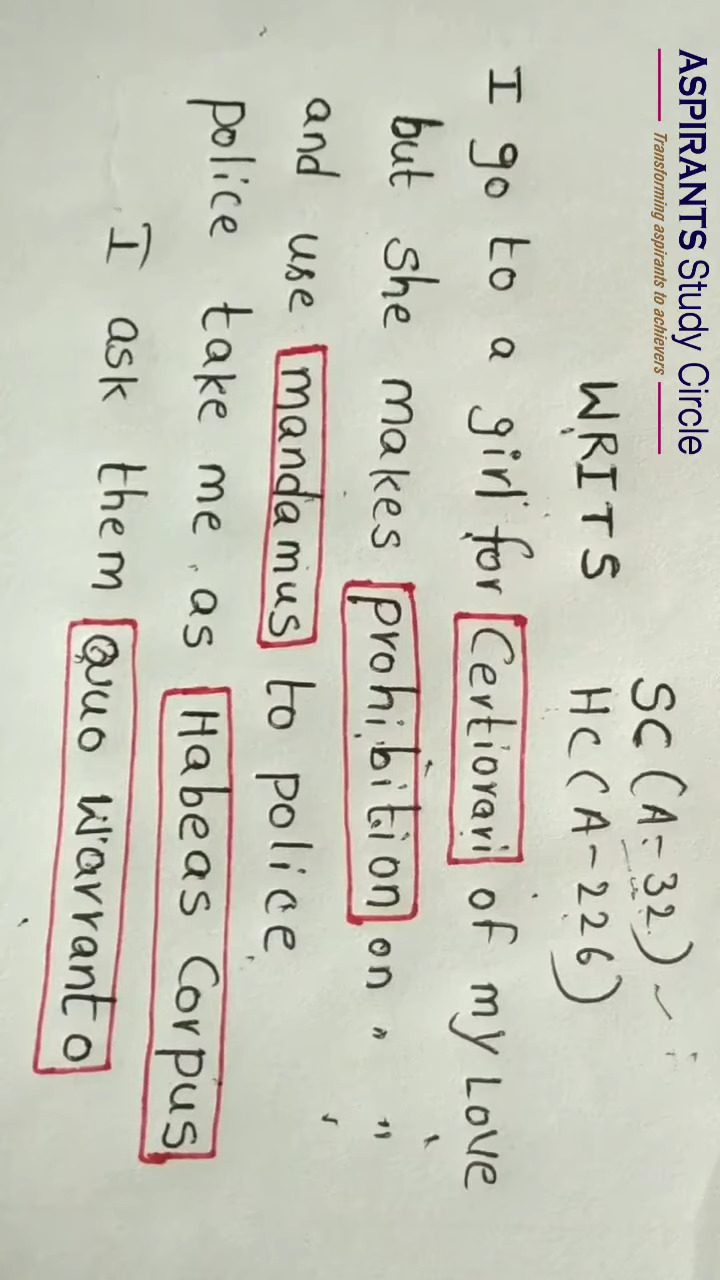 ASPIRANTS Study Circle
Transforming aspirants to achievers
WRITS SC (A-32)
HC (A-226)
I go to a girl for Certiorari of my Love
but she makes prohibition on " "
and use mandamus to police
police take me as Habeas Corpus
I ask them Quo Warranto